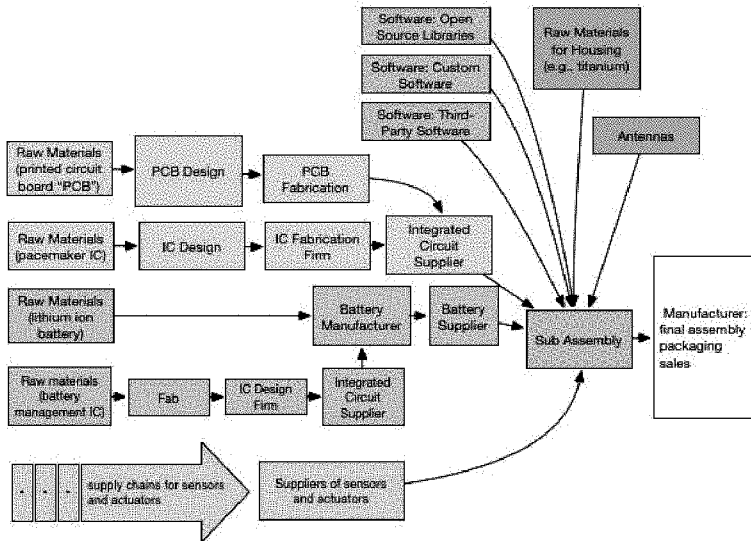 Software: Open
Source Libraries
Software: Custom
Software
Software: Third-
Party Software
Raw Materials
for Housing
(e.g., titanium)
Antennas
Raw Materials
(printed circuit
board "PCB")
PCB Design
PCB
Fabrication
Raw Materials
(pacemaker IC)
IC Design
IC Fabrication
Firm
Integrated
Circuit
Supplier
Raw Materials
(lithium ion
battery)
Battery
Manufacturer
Battery
Supplier
Sub Assembly
Manufacturer:
final assembly
packaging
sales
Raw materials
(battery
management IC)
Fab
IC Design
Firm
Integrated
Circuit
Supplier
supply chains for sensors
and actuators
Suppliers of sensors
and actuators